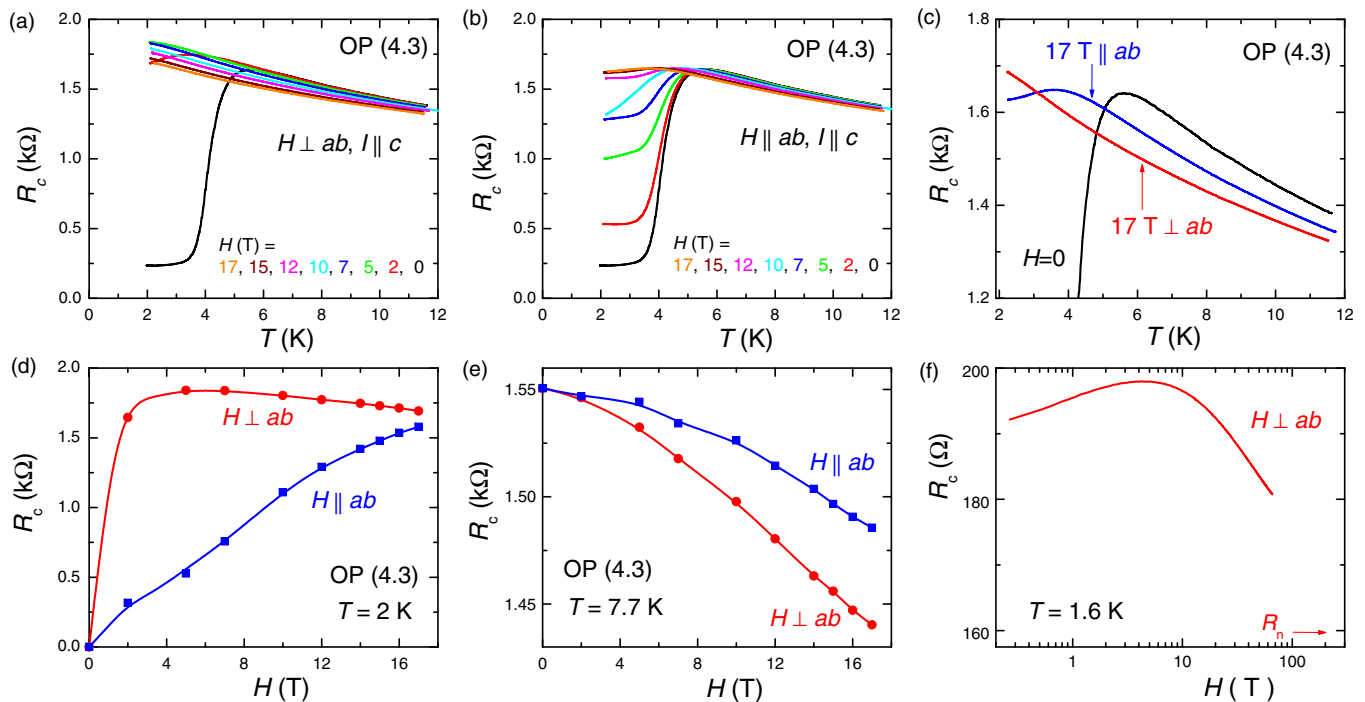 (a)
2.0
1.5
1.0
0.5
0.0
R_c (kΩ)
OP (4.3)
H ⊥ ab, I ∥ c
H (T) =
17, 15, 12, 10, 7, 5, 2, 0
0 2 4 6 8 10 12
T (K)
(b)
2.0
1.5
1.0
0.5
0.0
R_c (kΩ)
OP (4.3)
H ∥ ab, I ∥ c
H (T) =
17, 15, 12, 10, 7, 5, 2, 0
0 2 4 6 8 10 12
T (K)
(c)
1.8
1.6
1.4
1.2
R_c (kΩ)
OP (4.3)
17 T ∥ ab
17 T ⊥ ab
H=0
2 4 6 8 10 12
T (K)
(d)
2.0
1.5
1.0
0.5
0.0
R_c (kΩ)
H ⊥ ab
H ∥ ab
OP (4.3)
T = 2 K
0 4 8 12 16
H (T)
(e)
1.55
1.50
1.45
R_c (kΩ)
H ∥ ab
OP (4.3)
T = 7.7 K
H ⊥ ab
0 4 8 12 16
H (T)
(f)
200
180
160
R_c (Ω)
H ⊥ ab
T = 1.6 K
R_n
1 10 100
H ( T )